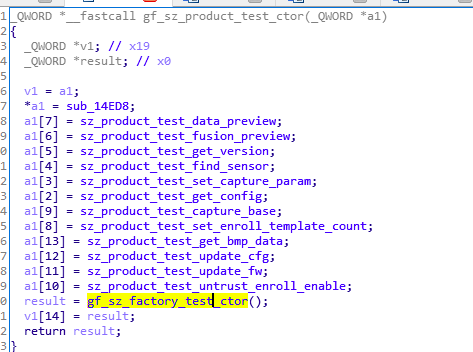 1 _QWORD *__fastcall gf_sz_product_test_ctor(_QWORD *a1)
2 {
3 _QWORD *v1; // x19
4 _QWORD *result; // x0
5
6 v1 = a1;
7 *a1 = sub_14ED8;
8 a1[7] = sz_product_test_data_preview;
9 a1[6] = sz_product_test_fusion_preview;
0 a1[5] = sz_product_test_get_version;
1 a1[4] = sz_product_test_find_sensor;
2 a1[3] = sz_product_test_set_capture_param;
3 a1[2] = sz_product_test_get_config;
4 a1[9] = sz_product_test_capture_base;
5 a1[8] = sz_product_test_set_enroll_template_count;
6 a1[13] = sz_product_test_get_bmp_data;
7 a1[12] = sz_product_test_update_cfg;
8 a1[11] = sz_product_test_update_fw;
9 a1[10] = sz_product_test_untrust_enroll_enable;
0 result = gf_sz_factory_test_ctor();
1 v1[14] = result;
2 return result;
3 }